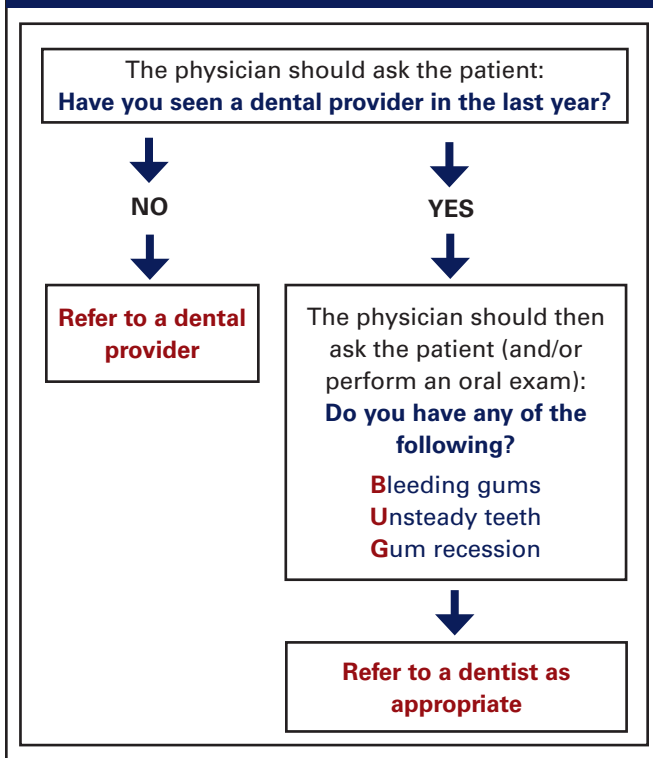 The physician should ask the patient:
Have you seen a dental provider in the last year?
NO
YES
Refer to a dental
provider
The physician should then
ask the patient (and/or
perform an oral exam):
Do you have any of the
following?
Bleeding gums
Unsteady teeth
Gum recession
Refer to a dentist as
appropriate